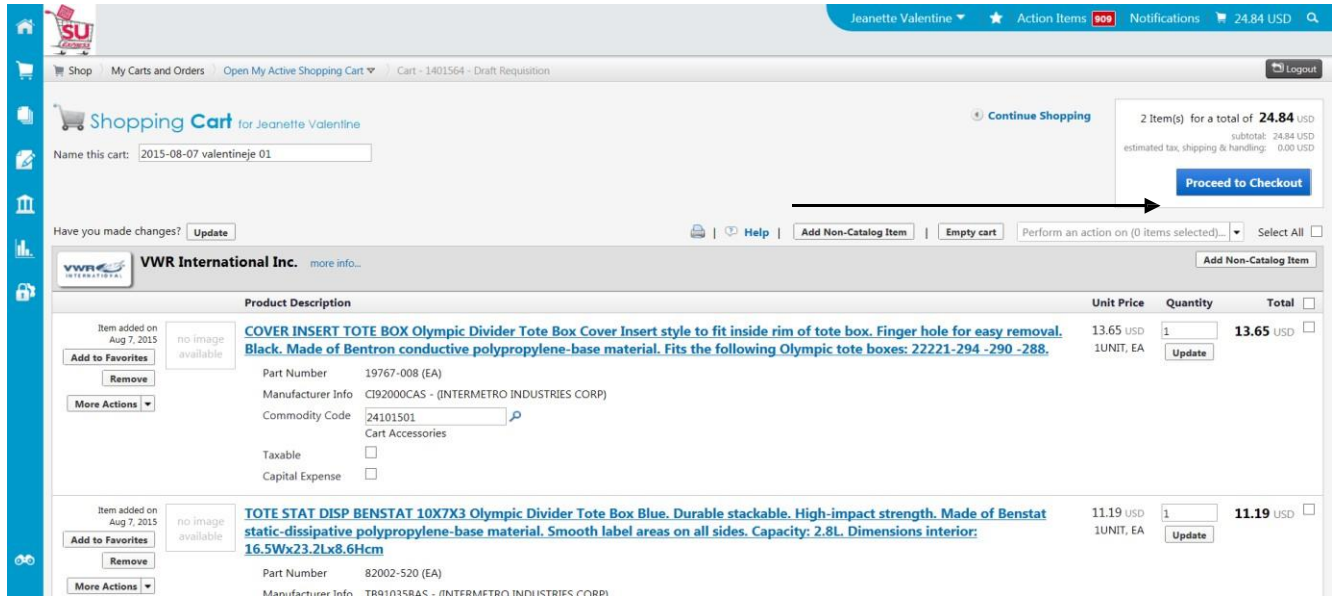 SU
Express
Jeanette Valentine
Action Items 909
Notifications
24.84 USD
Shop
My Carts and Orders
Open My Active Shopping Cart
Cart - 1401564 - Draft Requisition
Logout
Shopping Cart for Jeanette Valentine
Continue Shopping
2 Item(s) for a total of 24.84 USD
subtotal: 24.84 USD
estimated tax, shipping & handling: 0.00 USD
Name this cart: 2015-08-07 valentineje 01
Proceed to Checkout
Have you made changes? Update
| Help | Add Non-Catalog Item | Empty cart Perform an action on (0 items selected)... Select All
VWR
INTERNATIONAL
VWR International Inc. more info...
Add Non-Catalog Item
Product Description Unit Price Quantity Total
Item added on
Aug 7, 2015
Add to Favorites
Remove
More Actions
no image
available
COVER INSERT TOTE BOX Olympic Divider Tote Box Cover Insert style to fit inside rim of tote box. Finger hole for easy removal.
Black. Made of Bentron conductive polypropylene-base material. Fits the following Olympic tote boxes: 22221-294 -290 -288.
13.65 USD
1UNIT, EA
1
Update
13.65 USD
Part Number 19767-008 (EA)
Manufacturer Info CI92000CAS - (INTERMETRO INDUSTRIES CORP)
Commodity Code 24101501
Cart Accessories
Taxable
Capital Expense
Item added on
Aug 7, 2015
Add to Favorites
Remove
More Actions
no image
available
TOTE STAT DISP BENSTAT 10X7X3 Olympic Divider Tote Box Blue. Durable stackable. High-impact strength. Made of Benstat
static-dissipative polypropylene-base material. Smooth label areas on all sides. Capacity: 2.8L. Dimensions interior:
16.5Wx23.2Lx8.6Hcm
11.19 USD
1UNIT, EA
1
Update
11.19 USD
Part Number 82002-520 (EA)
Manufacturer Info TB91035BAS - (INTERMETRO INDUSTRIES CORP)